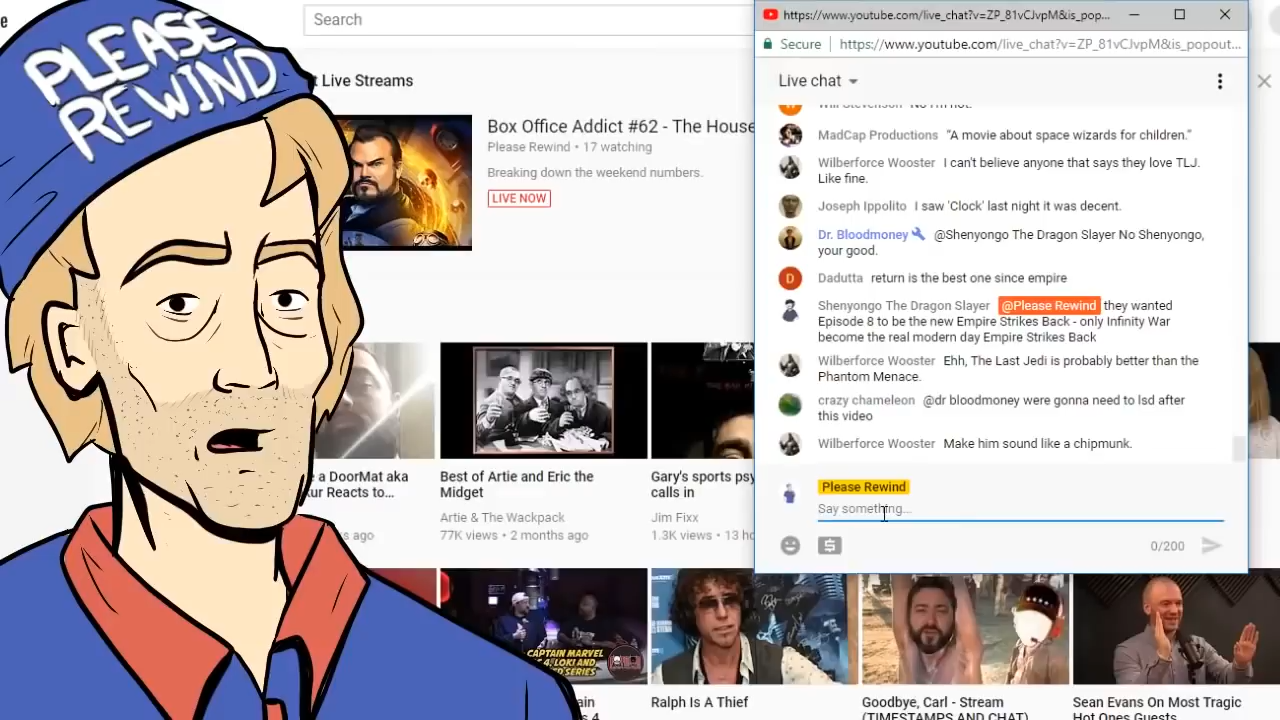 PLEASE
REWIND
Search
Live Streams
Box Office Addict #62 - The House
Please Rewind • 17 watching
Breaking down the weekend numbers.
LIVE NOW
https://www.youtube.com/live_chat?v=ZP_81vCJvpM&is_pop...
Secure
https://www.youtube.com/live_chat?v=ZP_81vCJvpM&is_popout...
Live chat
Will Stevenson No I'm not.
MadCap Productions "A movie about space wizards for children."
Wilberforce Wooster I can't believe anyone that says they love TLJ.
Like fine.
Joseph Ippolito I saw 'Clock' last night it was decent.
Dr. Bloodmoney @Shenyongo The Dragon Slayer No Shenyongo,
your good.
D
Dadutta return is the best one since empire
Shenyongo The Dragon Slayer @Please Rewind they wanted
Episode 8 to be the new Empire Strikes Back - only Infinity War
become the real modern day Empire Strikes Back
Wilberforce Wooster Ehh, The Last Jedi is probably better than the
Phantom Menace.
crazy chameleon @dr bloodmoney were gonna need to lsd after
this video
Wilberforce Wooster Make him sound like a chipmunk.
Please Rewind
Say something...
0/200
a DoorMat aka
Reacts to...
Best of Artie and Eric the
Midget
Artie & The Wackpack
77K views • 2 months ago
Gary's sports psy
calls in
Jim Fixx
1.3K views • 13 ho
CAPTAIN MARVEL
4, LOKI AND
SERIES
Ralph Is A Thief
Goodbye, Carl - Stream
(TIMESTAMPS AND CHAT)
Sean Evans On Most Tragic
Hot Ones Guests